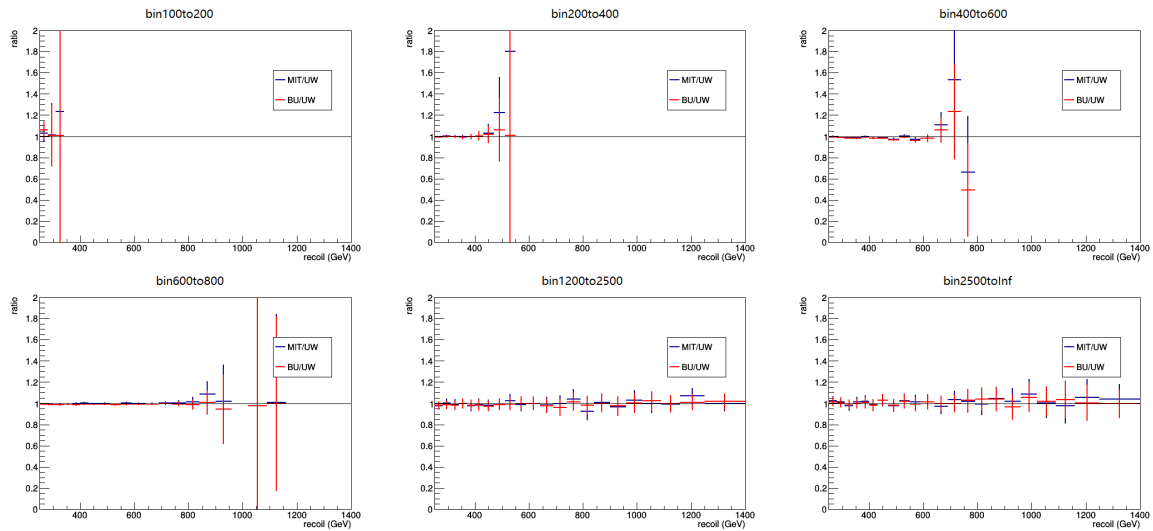 bin100to200
ratio
2
1.8
1.6
1.4
1.2
1
0.8
0.6
0.4
0.2
0
MIT/UW
BU/UW
400 600 800 1000 1200 1400
recoil (GeV)
bin200to400
ratio
2
1.8
1.6
1.4
1.2
1
0.8
0.6
0.4
0.2
0
MIT/UW
BU/UW
400 600 800 1000 1200 1400
recoil (GeV)
bin400to600
ratio
2
1.8
1.6
1.4
1.2
1
0.8
0.6
0.4
0.2
0
MIT/UW
BU/UW
400 600 800 1000 1200 1400
recoil (GeV)
bin600to800
ratio
2
1.8
1.6
1.4
1.2
1
0.8
0.6
0.4
0.2
0
MIT/UW
BU/UW
400 600 800 1000 1200 1400
recoil (GeV)
bin1200to2500
ratio
2
1.8
1.6
1.4
1.2
1
0.8
0.6
0.4
0.2
0
MIT/UW
BU/UW
400 600 800 1000 1200 1400
recoil (GeV)
bin2500toInf
ratio
2
1.8
1.6
1.4
1.2
1
0.8
0.6
0.4
0.2
0
MIT/UW
BU/UW
400 600 800 1000 1200 1400
recoil (GeV)